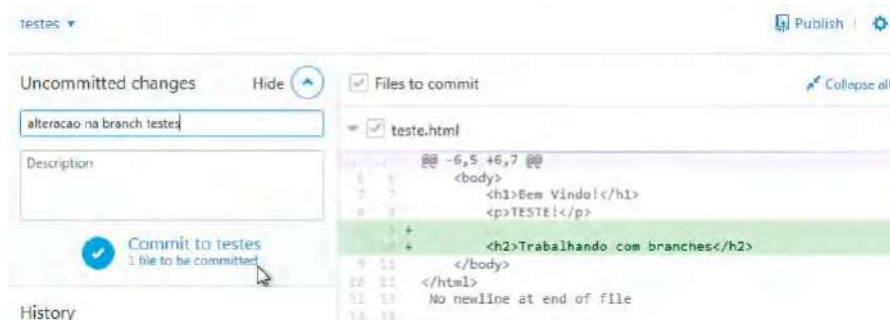 testes
Publish
Uncommitted changes Hide
alteracao na branch testes
Description
Commit to testes
1 file to be committed
History
Files to commit
Collapse all
teste.html
@@ -6,5 +6,7 @@
<body>
<h1>Bem Vindo!</h1>
<p>TESTE!</p>
+
+ <h2>Trabalhando com branches</h2>
</body>
</html>
No newline at end of file